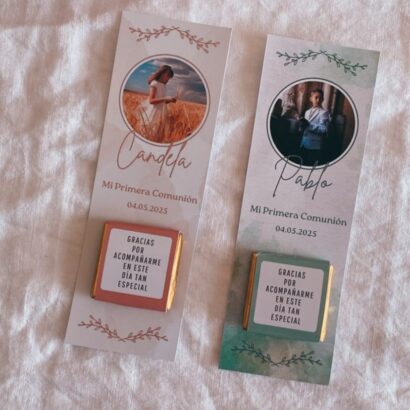 Candela
Mi Primera Comunión
04.05.2025
GRACIAS
POR
ACOMPAÑARME
EN ESTE
DÍA TAN
ESPECIAL
Pablo
Mi Primera Comunión
04.05.2025
GRACIAS
POR
ACOMPAÑARME
EN ESTE
DÍA TAN
ESPECIAL